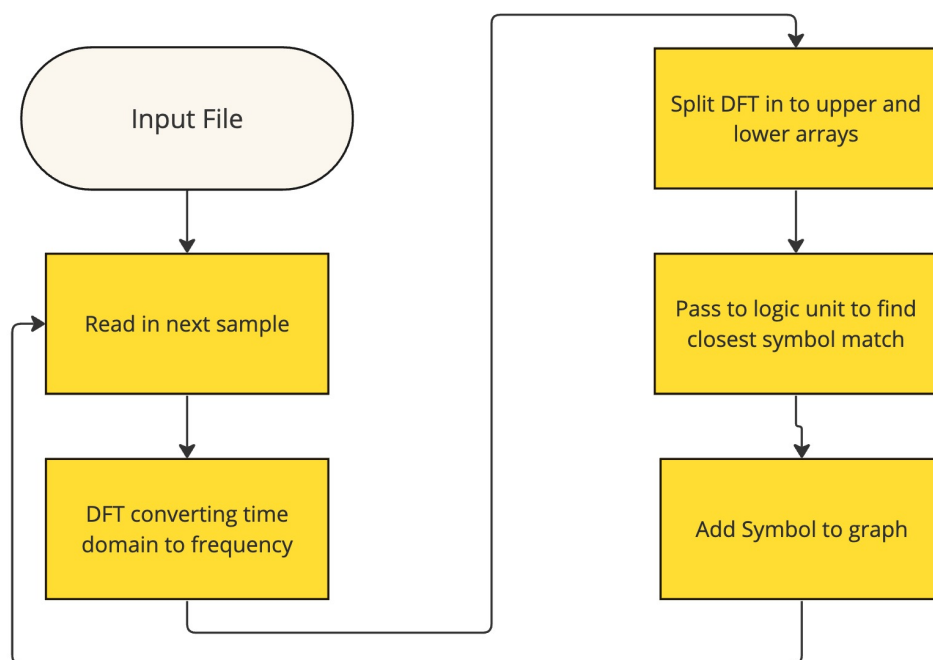 Input File
Read in next sample
DFT converting time
domain to frequency
Split DFT in to upper and
lower arrays
Pass to logic unit to find
closest symbol match
Add Symbol to graph